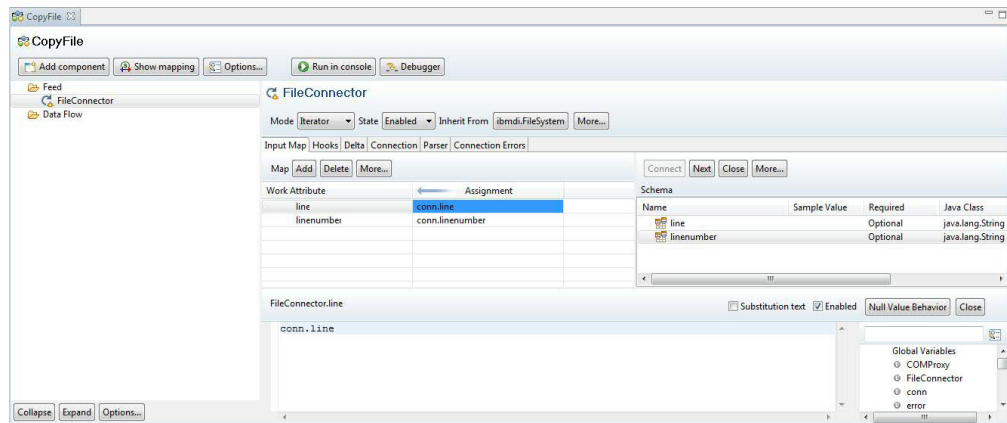 CopyFile
CopyFile
Add component Show mapping Options... Run in console Debugger
Feed
FileConnector
Data Flow
FileConnector
Mode Iterator State Enabled Inherit From ibmdi.FileSystem More...
Input Map Hooks Delta Connection Parser Connection Errors
Map Add Delete More...
Connect Next Close More...
Work Attribute Assignment
line conn.line
linenumber conn.linenumber
Schema
Name Sample Value Required Java Class
line Optional java.lang.String
linenumber Optional java.lang.String
FileConnector.line
Substitution text Enabled Null Value Behavior Close
conn.line
Global Variables
COMProxy
FileConnector
conn
error
Collapse Expand Options...